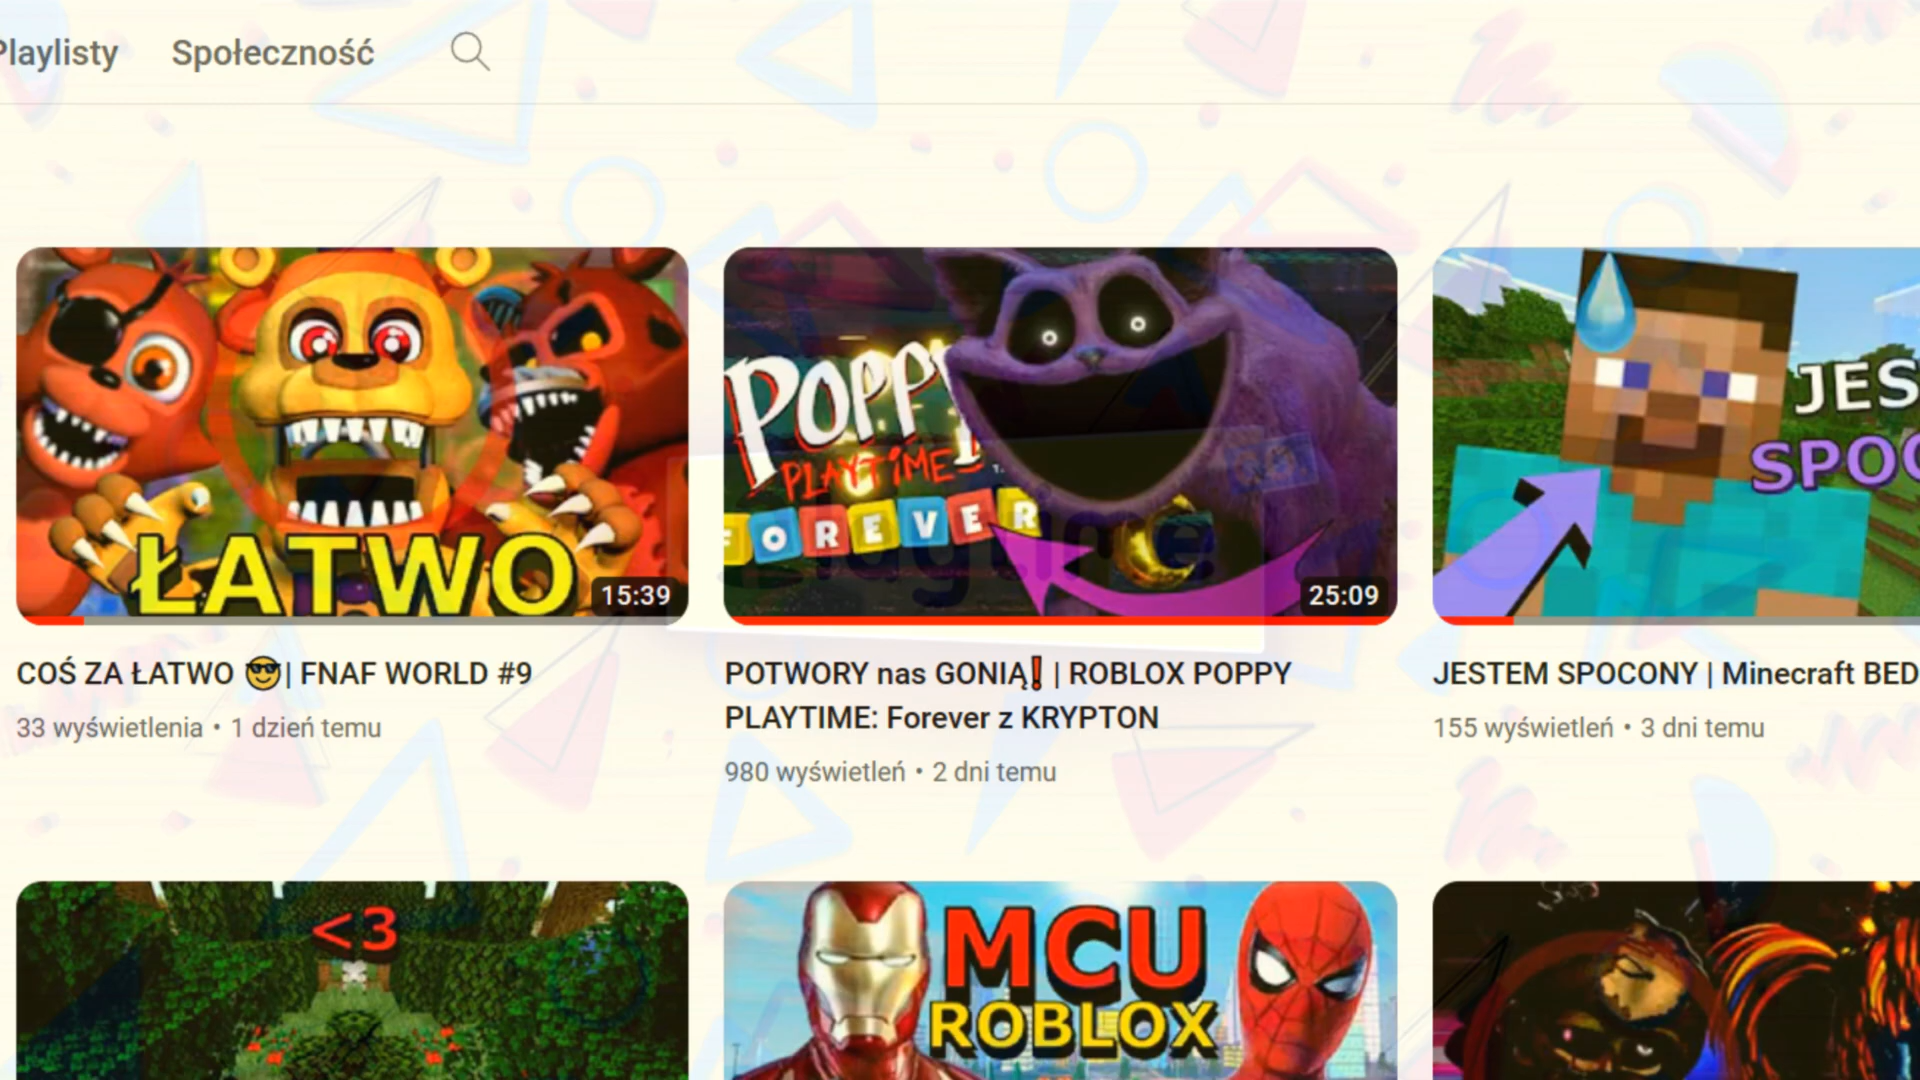 Playlisty Społeczność
POPPY
PLAYTIME
FOREVER
JES
SPOC
ŁATWO
15:39
25:09
COŚ ZA ŁATWO 😎| FNAF WORLD #9
33 wyświetlenia • 1 dzień temu
POTWORY nas GONIĄ❗ | ROBLOX POPPY
PLAYTIME: Forever z KRYPTON
980 wyświetleń • 2 dni temu
JESTEM SPOCONY | Minecraft BED
155 wyświetleń • 3 dni temu
<3
MCU
ROBLOX